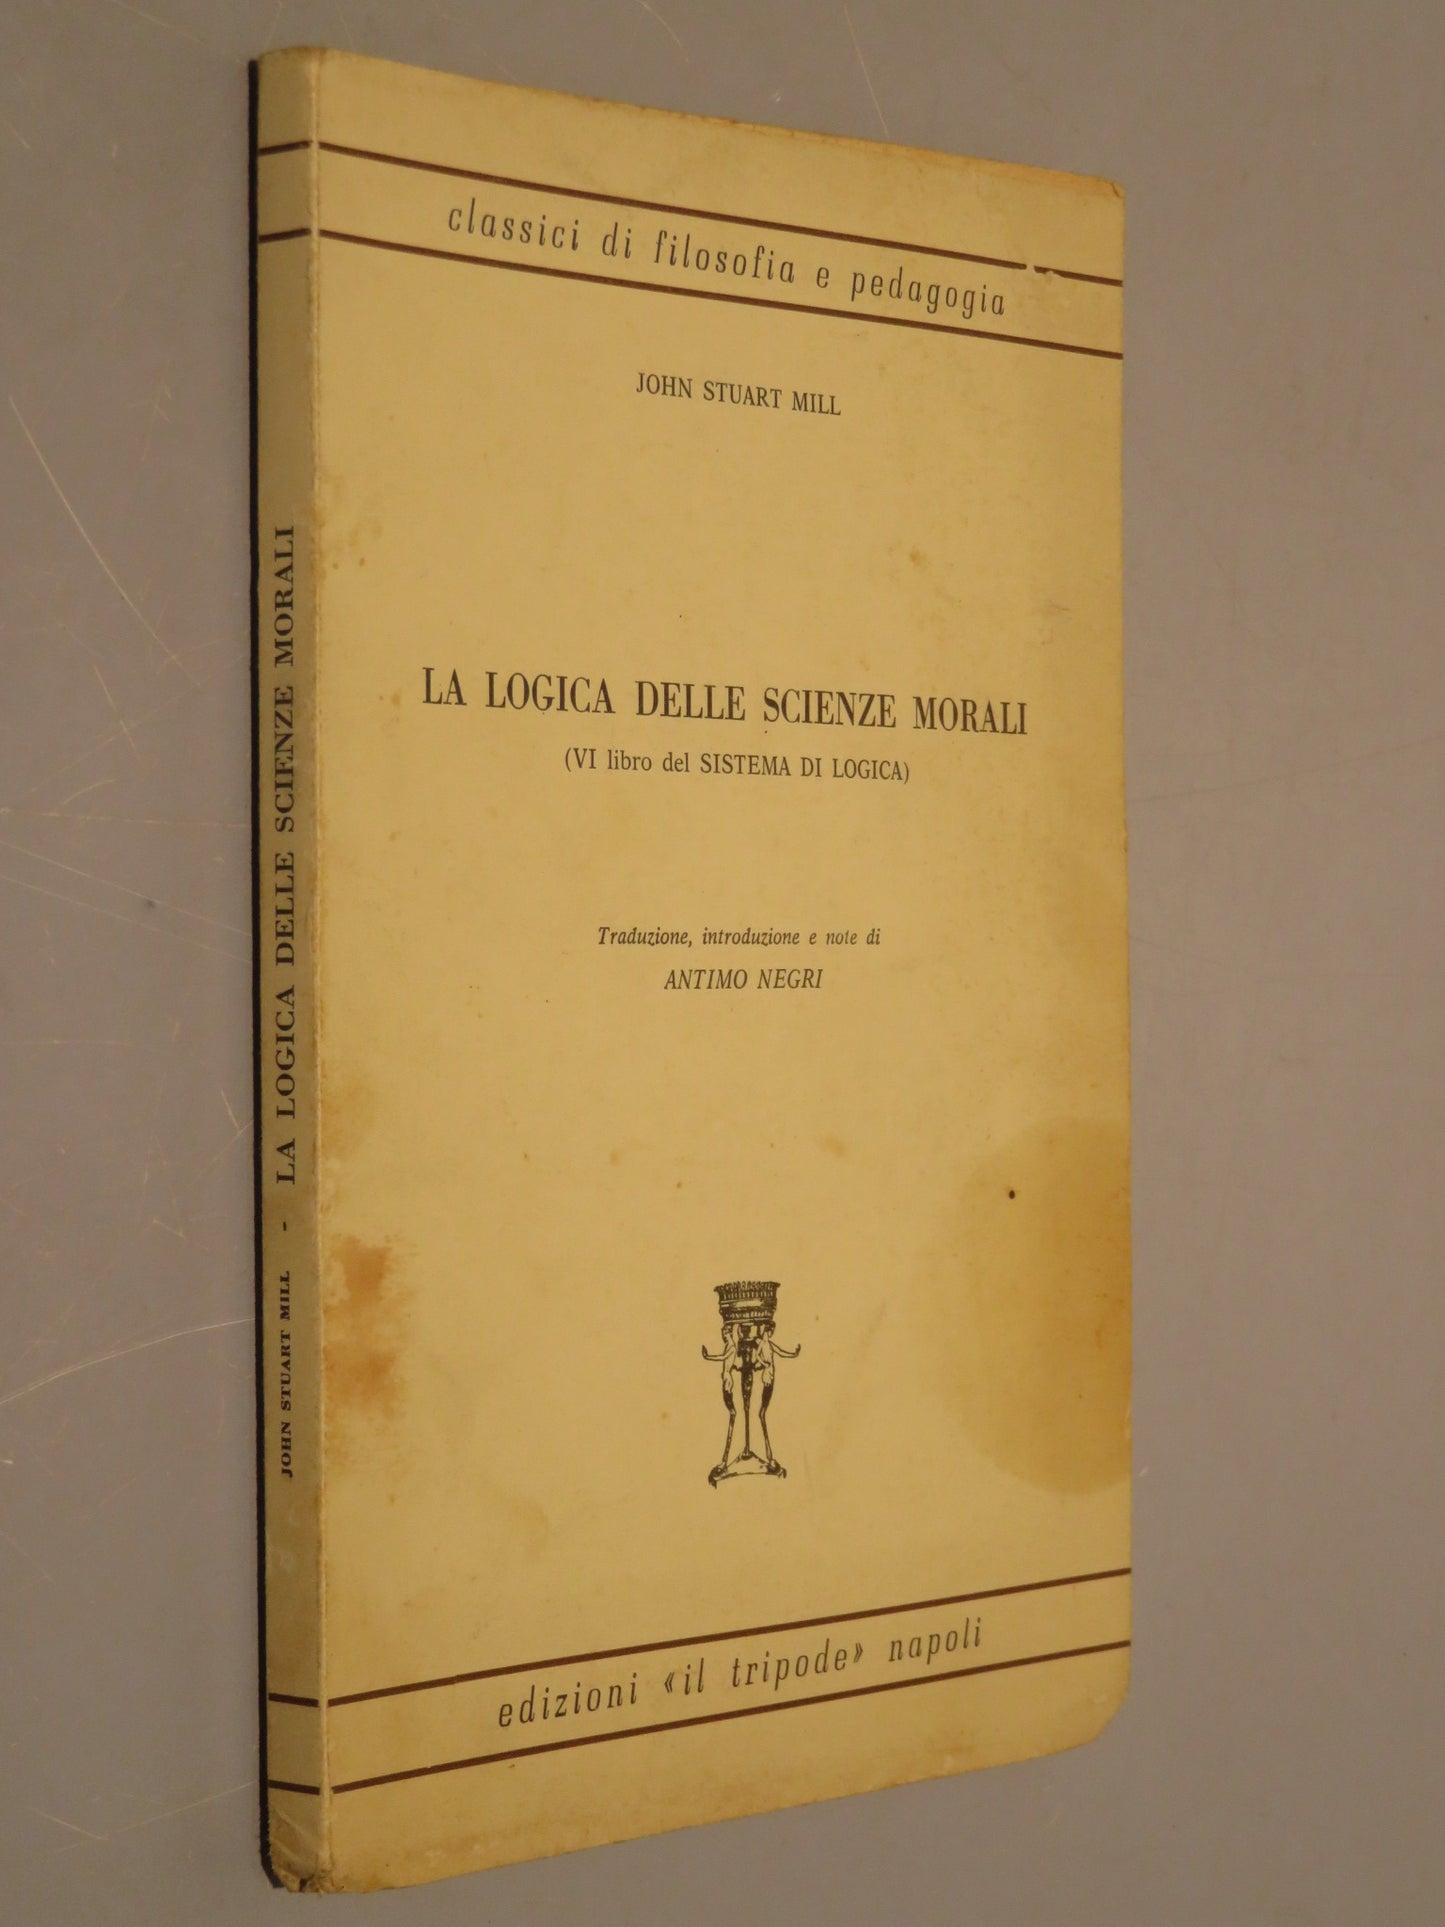 classici di filosofia e pedagogia
JOHN STUART MILL
LA LOGICA DELLE SCIENZE MORALI
(VI libro del SISTEMA DI LOGICA)
Traduzione, introduzione e note di
ANTIMO NEGRI
edizioni «il tripode» napoli
JOHN STUART MILL - LA LOGICA DELLE SCIENZE MORALI